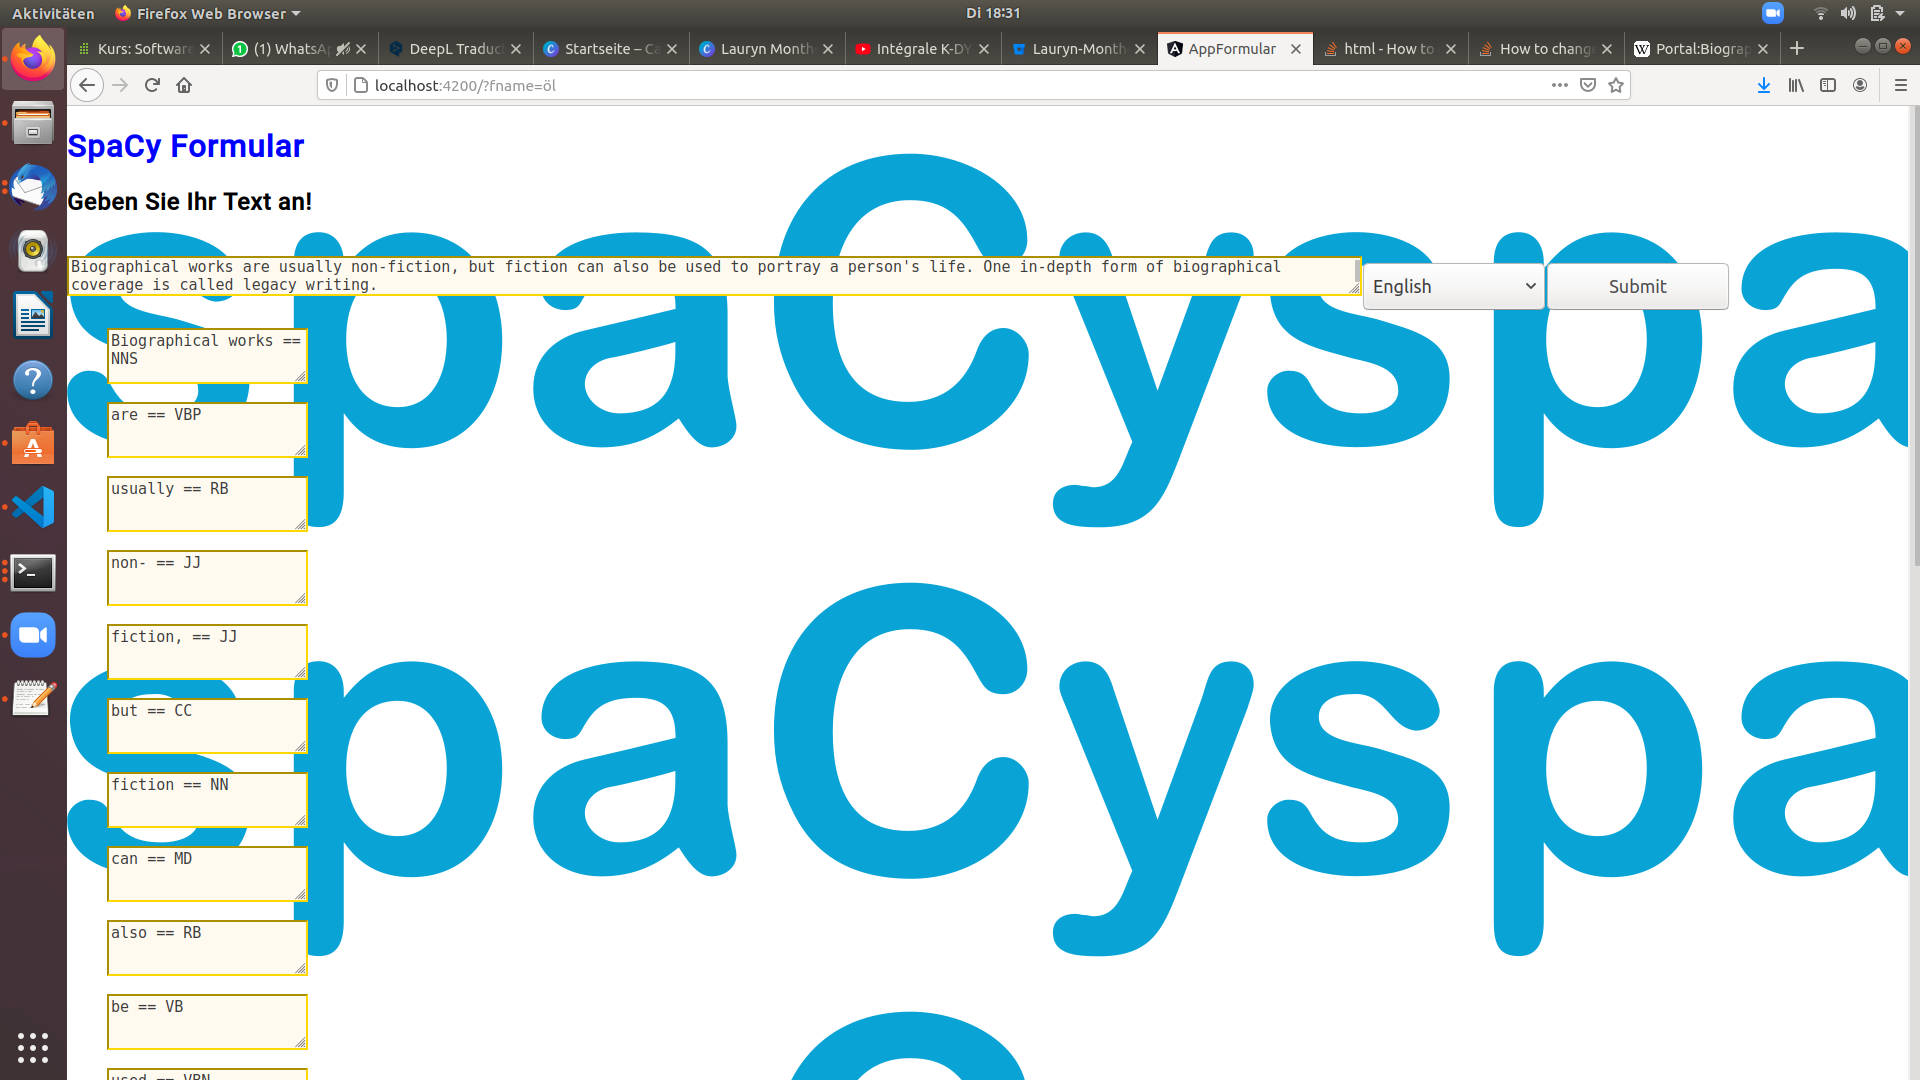 Aktivitäten
Firefox Web Browser
Di 18:31
Kurs: Software
(1) WhatsA
DeepL Traduc
Startseite – Ca
Lauryn Month
Intégrale K-DY
Lauryn-Month
AppFormular
html - How to
How to chang
Portal:Biograp
localhost:4200/?fname=öl
SpaCy Formular
Geben Sie Ihr Text an!
Biographical works are usually non-fiction, but fiction can also be used to portray a person's life. One in-depth form of biographical
coverage is called legacy writing.
English
Submit
Biographical works ==
NNS
are == VBP
usually == RB
non- == JJ
fiction, == JJ
but == CC
fiction == NN
can == MD
also == RB
be == VB
used == VBN
spaCyspa
spaCyspa